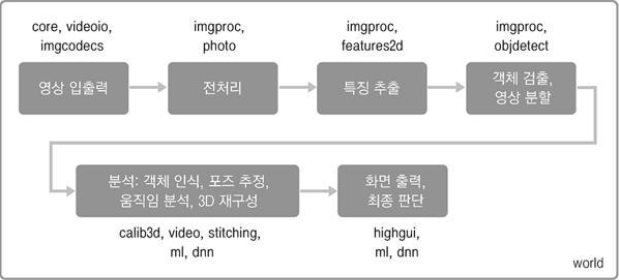 core, videoio,
imgcodecs
영상 입출력
imgproc,
photo
전처리
imgproc,
features2d
특징 추출
imgproc,
objdetect
객체 검출,
영상 분할
분석: 객체 인식, 포즈 추정,
움직임 분석, 3D 재구성
calib3d, video, stitching,
ml, dnn
화면 출력,
최종 판단
highgui,
ml, dnn
world